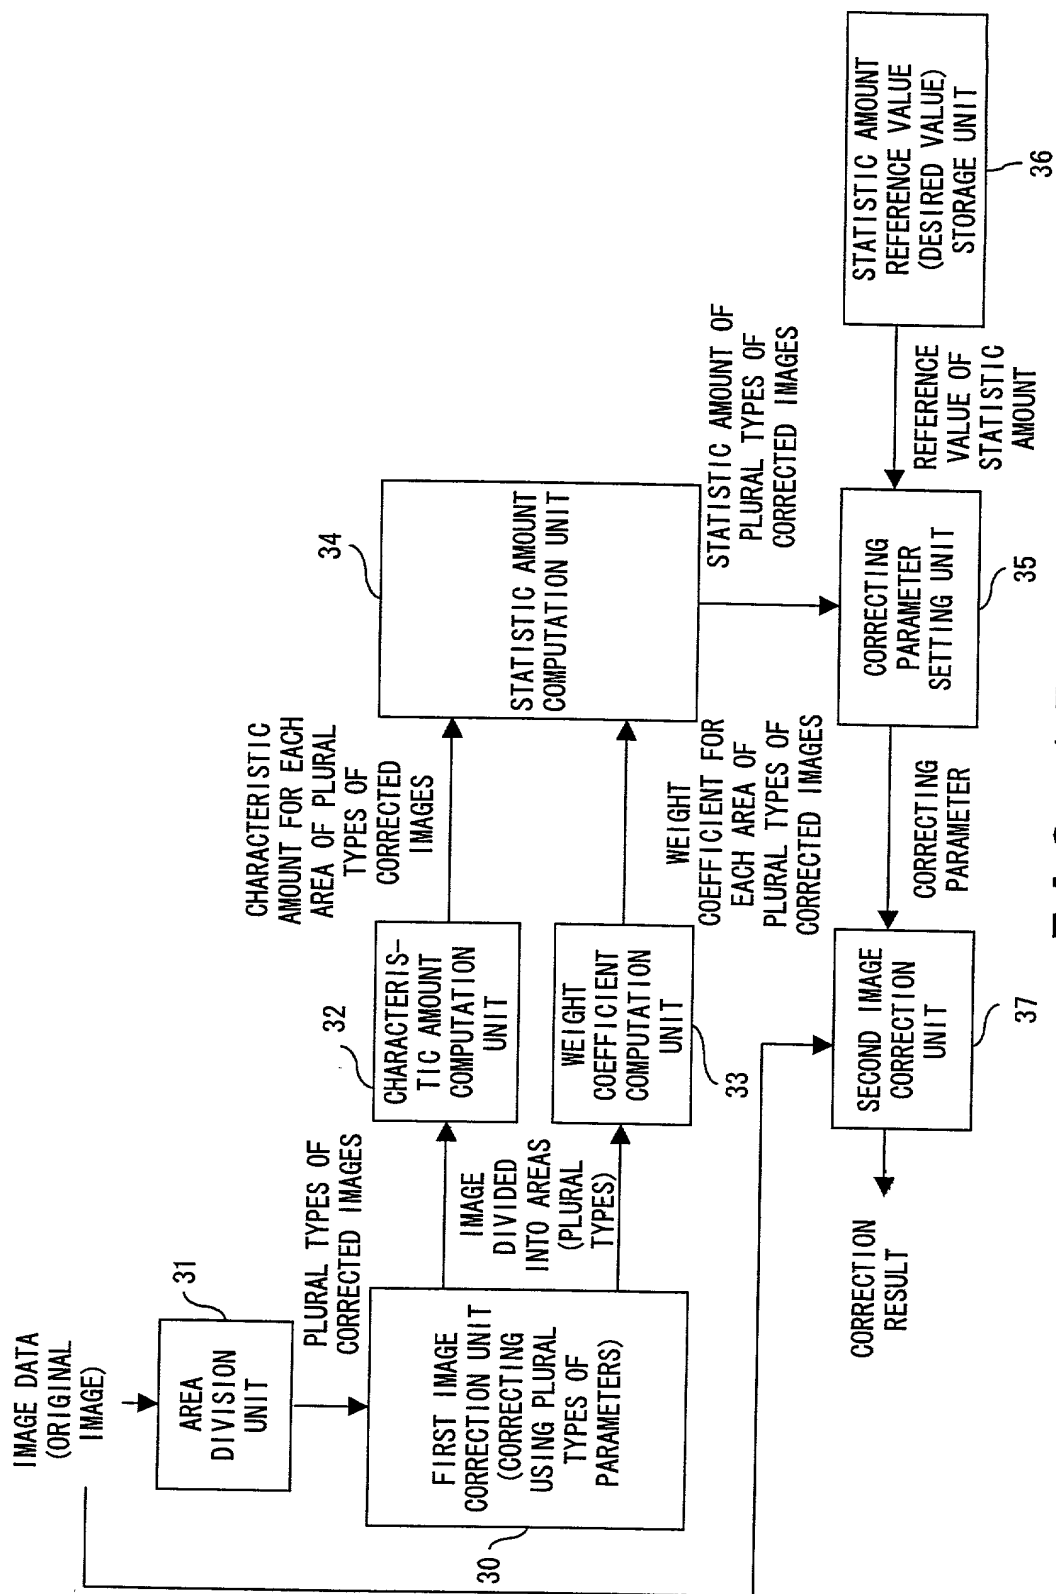 IMAGE DATA
(ORIGINAL
IMAGE)
31
AREA
DIVISION
UNIT
30
FIRST IMAGE
CORRECTION UNIT
(CORRECTING
USING PLURAL
TYPES OF
PARAMETERS)
PLURAL TYPES OF
CORRECTED IMAGES
IMAGE
DIVIDED
INTO AREAS
(PLURAL
TYPES)
32
CHARACTERIS-
TIC AMOUNT
COMPUTATION
UNIT
33
WEIGHT
COEFFICIENT
COMPUTATION
UNIT
CHARACTERISTIC
AMOUNT FOR EACH
AREA OF PLURAL
TYPES OF
CORRECTED
IMAGES
WEIGHT
COEFFICIENT FOR
EACH AREA OF
PLURAL TYPES OF
CORRECTED IMAGES
34
STATISTIC AMOUNT
COMPUTATION UNIT
STATISTIC AMOUNT OF
PLURAL TYPES OF
CORRECTED IMAGES
STATISTIC AMOUNT
REFERENCE VALUE
(DESIRED VALUE)
STORAGE UNIT
36
REFERENCE
VALUE OF
STATISTIC
AMOUNT
CORRECTING
PARAMETER
SETTING UNIT
35
CORRECTING
PARAMETER
SECOND IMAGE
CORRECTION
UNIT
37
CORRECTION
RESULT